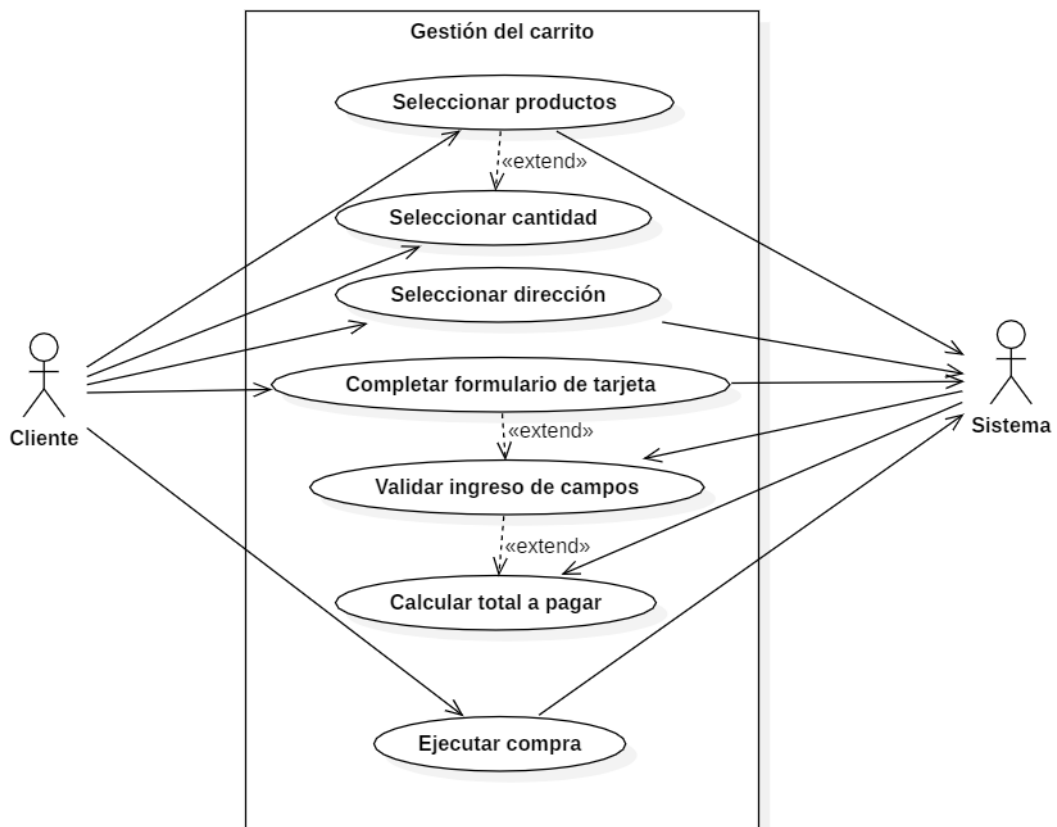 Gestión del carrito
Seleccionar productos
«extend»
Seleccionar cantidad
Seleccionar dirección
Completar formulario de tarjeta
Cliente
Sistema
«extend»
Validar ingreso de campos
«extend»
Calcular total a pagar
Ejecutar compra